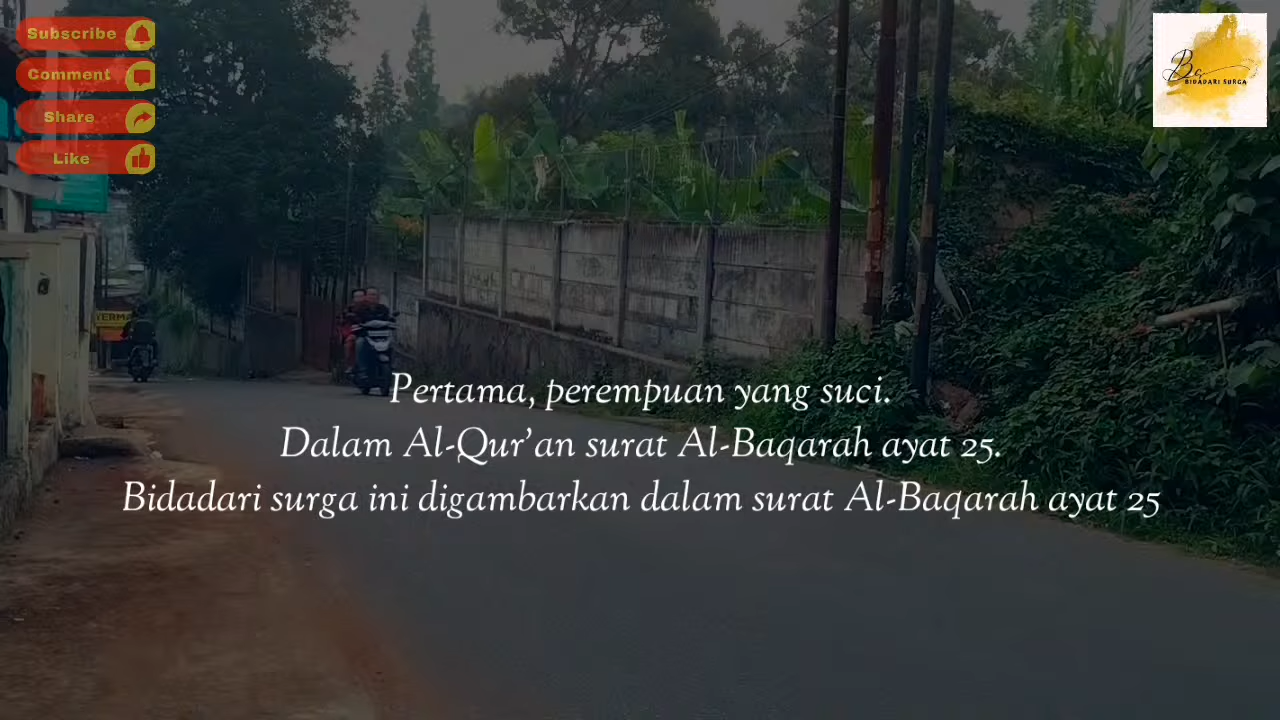 Subscribe
Comment
Share
Like
BIDADARI SURGA
Pertama, perempuan yang suci.
Dalam Al-Qur'an surat Al-Baqarah ayat 25.
Bidadari surga ini digambarkan dalam surat Al-Baqarah ayat 25